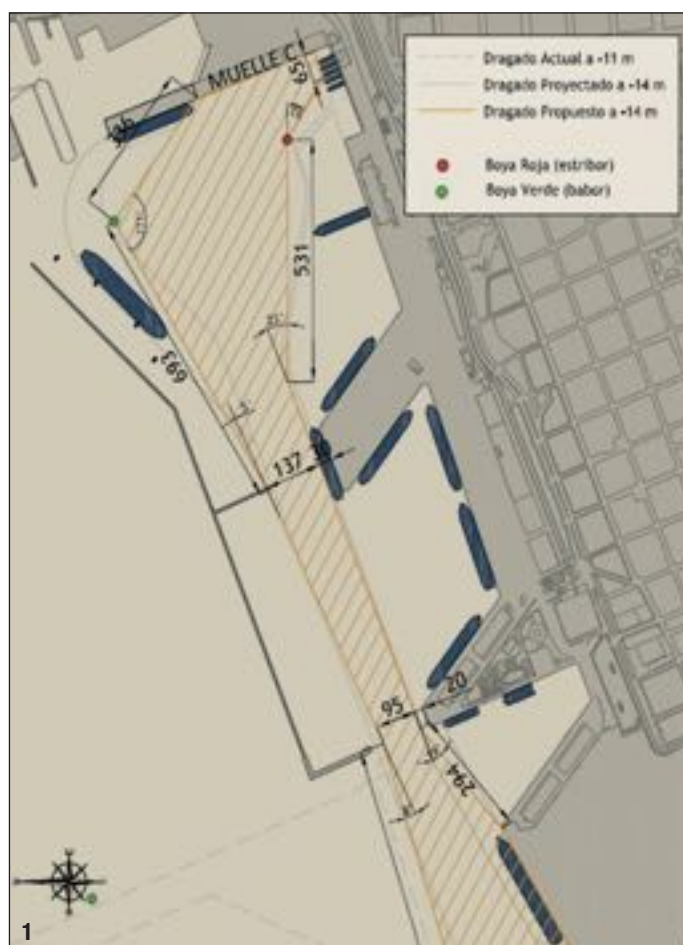 MUELLE C
Dragado Actual a -11 m
Dragado Proyectado a -14 m
Dragado Propuesto a -14 m
Boya Roja (estribor)
Boya Verde (babor)
65
531
693
137
95
20
294
1